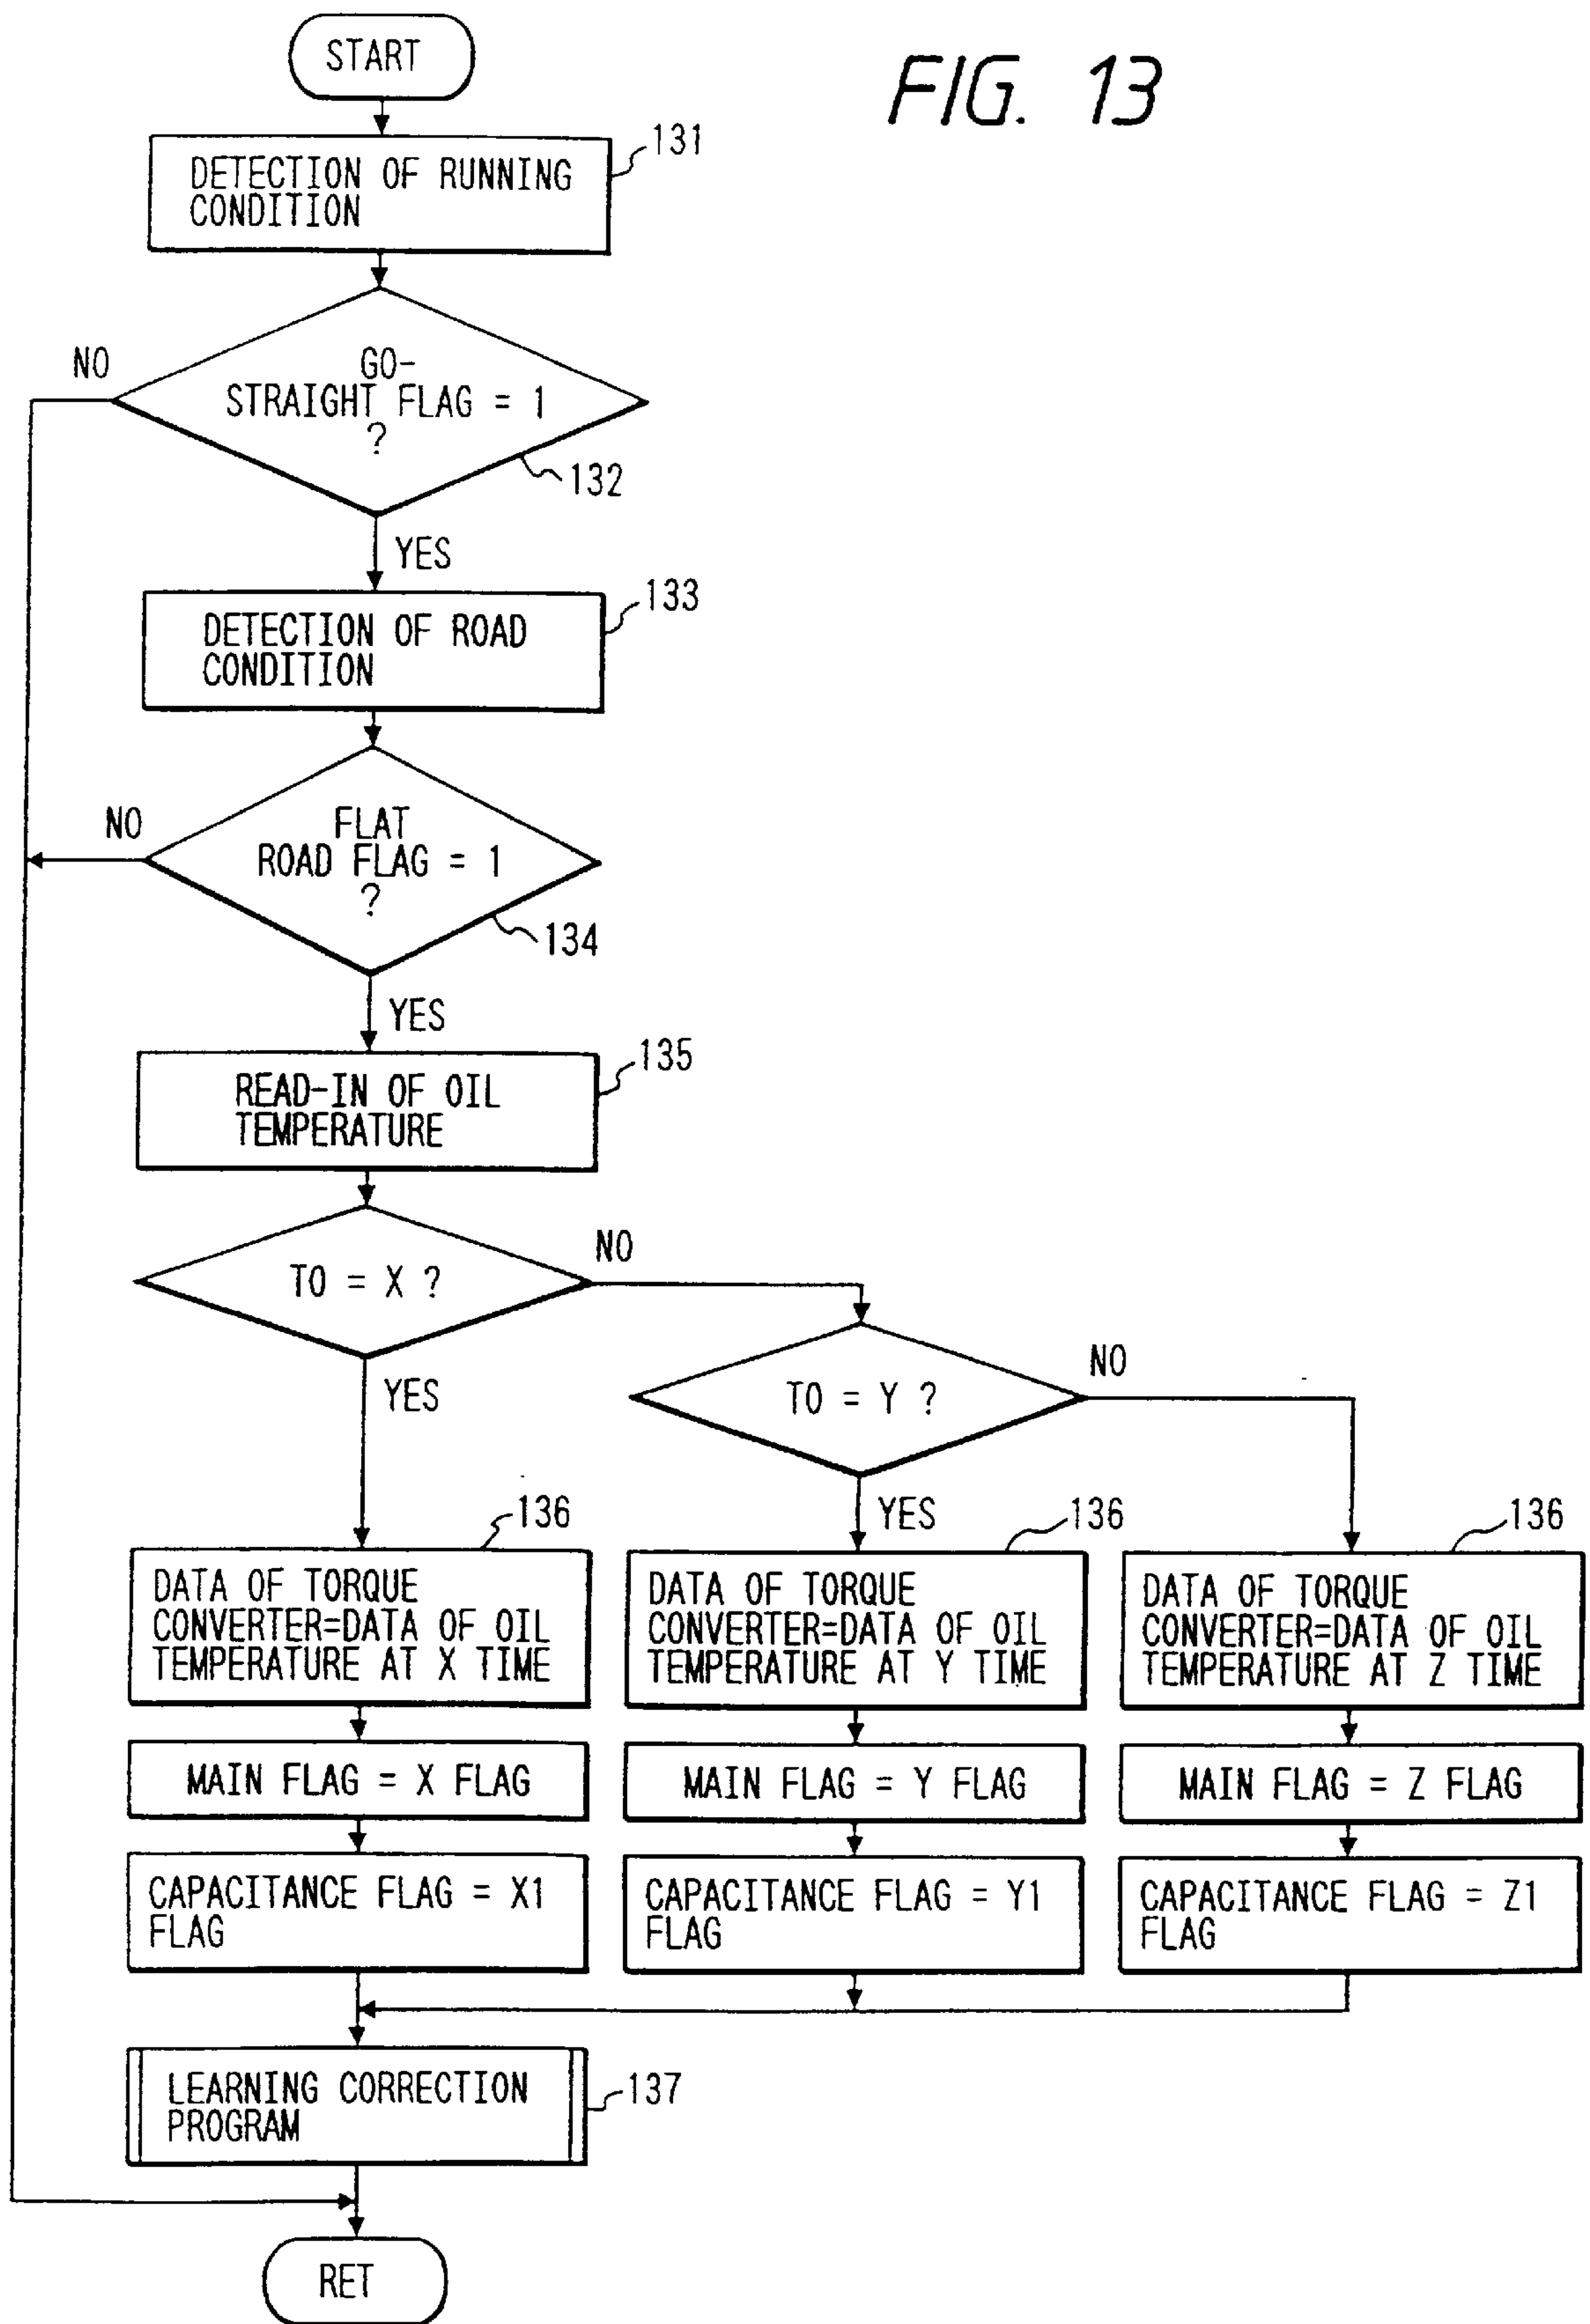 START
FIG. 13
131
DETECTION OF RUNNING
CONDITION
NO
GO-
STRAIGHT FLAG = 1
?
132
YES
133
DETECTION OF ROAD
CONDITION
NO
FLAT
ROAD FLAG = 1
?
134
YES
135
READ-IN OF OIL
TEMPERATURE
TO = X ?
NO
YES
TO = Y ?
NO
YES
136
DATA OF TORQUE
CONVERTER=DATA OF OIL
TEMPERATURE AT X TIME
136
DATA OF TORQUE
CONVERTER=DATA OF OIL
TEMPERATURE AT Y TIME
136
DATA OF TORQUE
CONVERTER=DATA OF OIL
TEMPERATURE AT Z TIME
MAIN FLAG = X FLAG
MAIN FLAG = Y FLAG
MAIN FLAG = Z FLAG
CAPACITANCE FLAG = X1
FLAG
CAPACITANCE FLAG = Y1
FLAG
CAPACITANCE FLAG = Z1
FLAG
LEARNING CORRECTION
PROGRAM
137
RET